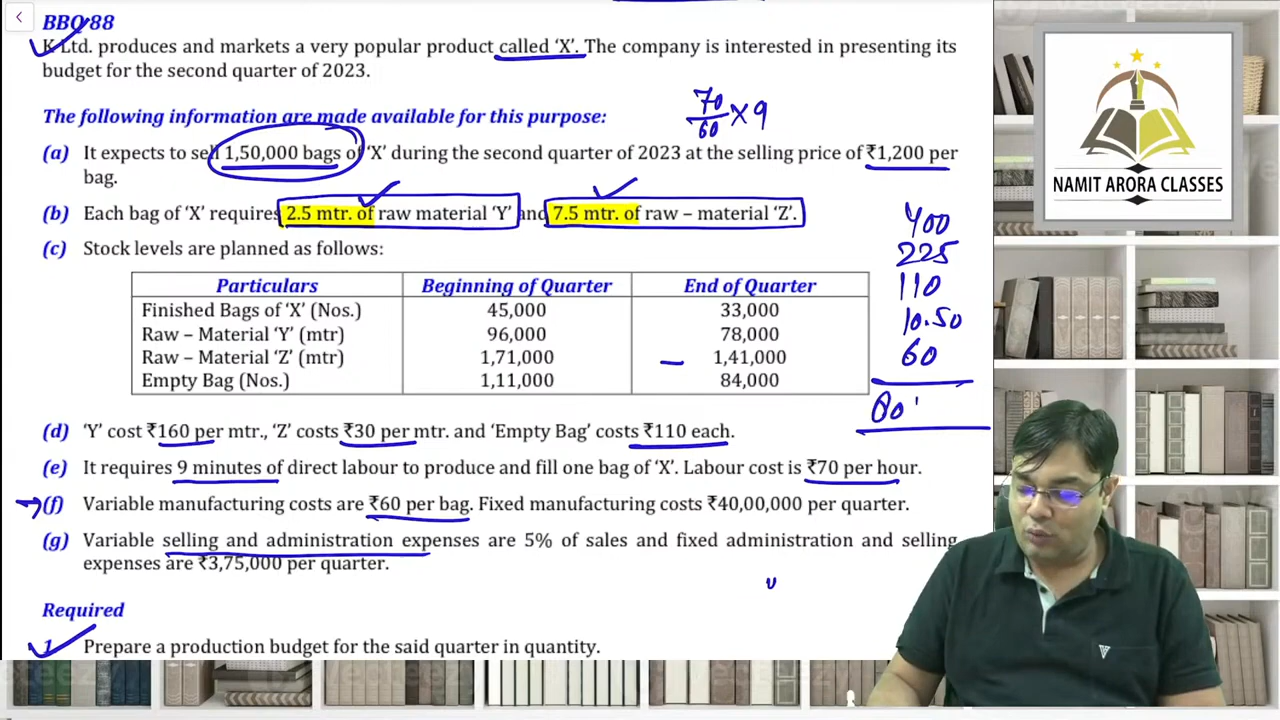 BBQ 88
K Ltd. produces and markets a very popular product called ‘X’. The company is interested in presenting its
budget for the second quarter of 2023.
The following information are made available for this purpose:
70/60 × 9
(a) It expects to sell 1,50,000 bags of ‘X’ during the second quarter of 2023 at the selling price of ₹1,200 per
bag.
(b) Each bag of ‘X’ requires 2.5 mtr. of raw material ‘Y’ and 7.5 mtr. of raw – material ‘Z’.
(c) Stock levels are planned as follows:
Particulars Beginning of Quarter End of Quarter
Finished Bags of ‘X’ (Nos.) 45,000 33,000
Raw – Material ‘Y’ (mtr) 96,000 78,000
Raw – Material ‘Z’ (mtr) 1,71,000 1,41,000
Empty Bag (Nos.) 1,11,000 84,000
400
225
110
10.50
60
80
(d) ‘Y’ cost ₹160 per mtr., ‘Z’ costs ₹30 per mtr. and ‘Empty Bag’ costs ₹110 each.
(e) It requires 9 minutes of direct labour to produce and fill one bag of ‘X’. Labour cost is ₹70 per hour.
(f) Variable manufacturing costs are ₹60 per bag. Fixed manufacturing costs ₹40,00,000 per quarter.
(g) Variable selling and administration expenses are 5% of sales and fixed administration and selling
expenses are ₹3,75,000 per quarter.
Required
1. Prepare a production budget for the said quarter in quantity.
NAMIT ARORA CLASSES